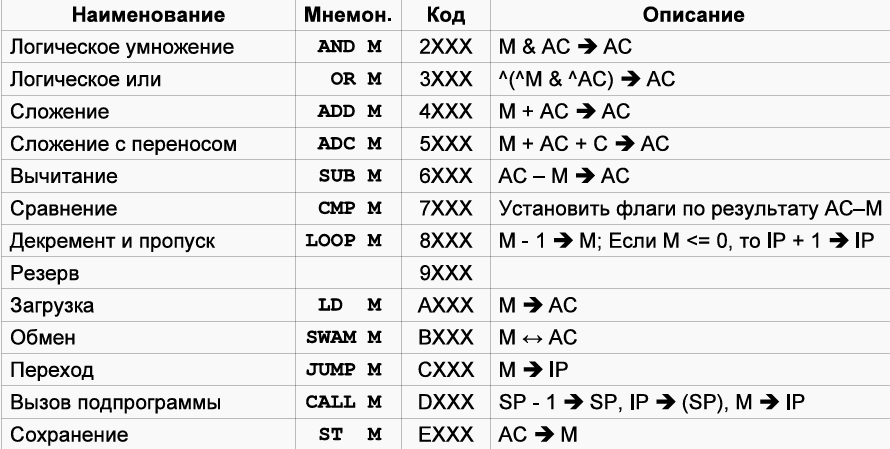 Наименование Мнемон. Код Описание
Логическое умножение AND M 2XXX M & AC 🡺 AC
Логическое или OR M 3XXX ^(^M & ^AC) 🡺 AC
Сложение ADD M 4XXX M + AC 🡺 AC
Сложение с переносом ADC M 5XXX M + AC + C 🡺 AC
Вычитание SUB M 6XXX AC – M 🡺 AC
Сравнение CMP M 7XXX Установить флаги по результату AC–M
Декремент и пропуск LOOP M 8XXX M - 1 🡺 M; Если M <= 0, то IP + 1 🡺 IP
Резерв 9XXX
Загрузка LD M AXXX M 🡺 AC
Обмен SWAM M BXXX M ↔ AC
Переход JUMP M CXXX M 🡺 IP
Вызов подпрограммы CALL M DXXX SP - 1 🡺 SP, IP 🡺 (SP), M 🡺 IP
Сохранение ST M EXXX AC 🡺 M